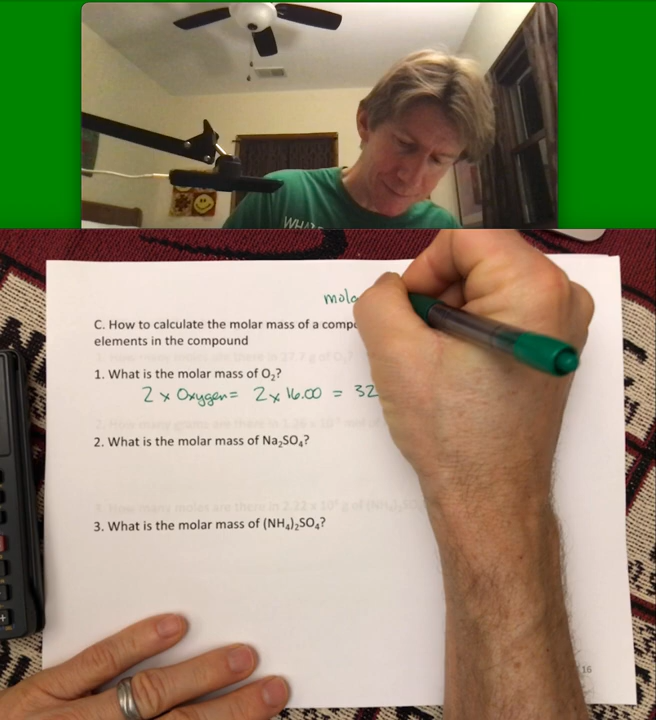 WHAT
mola
C. How to calculate the molar mass of a comp
elements in the compound
1. What is the molar mass of O₂?
2 x Oxygen = 2 x 16.00 = 32
2. What is the molar mass of Na₂SO₄?
3. What is the molar mass of (NH₄)₂SO₄?
16